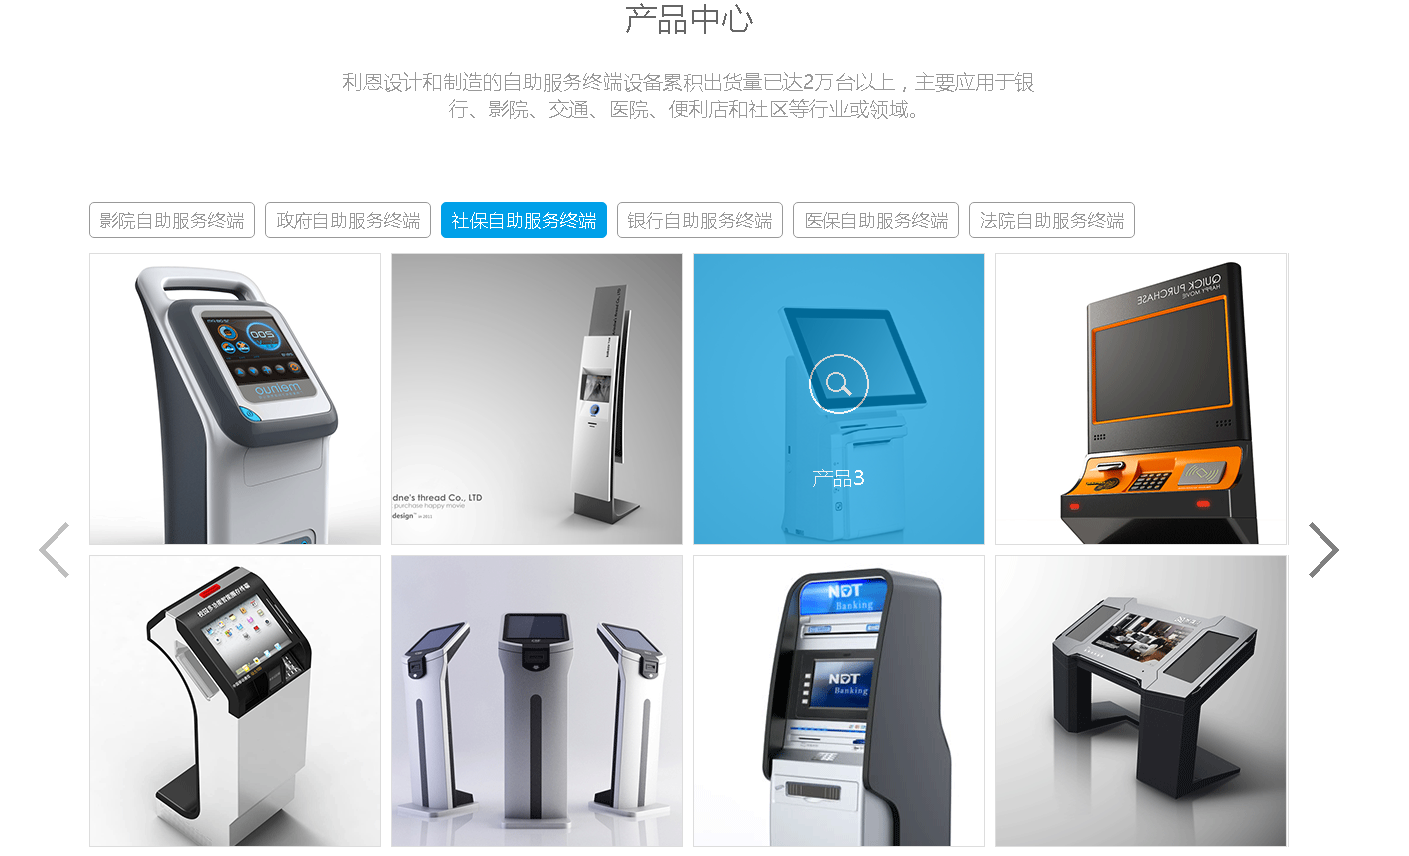 产品中心
利恩设计和制造的自助服务终端设备累积出货量已达2万台以上，主要应用于银
行、影院、交通、医院、便利店和社区等行业或领域。
影院自助服务终端
政府自助服务终端
社保自助服务终端
银行自助服务终端
医保自助服务终端
法院自助服务终端
005
meinuo
dne's thread Co., LTD
purchase happy movie
design™ in 2012
产品3
QUICK PURCHASE
HAPPY MOVIE
NDT
Banking
NDT
Banking